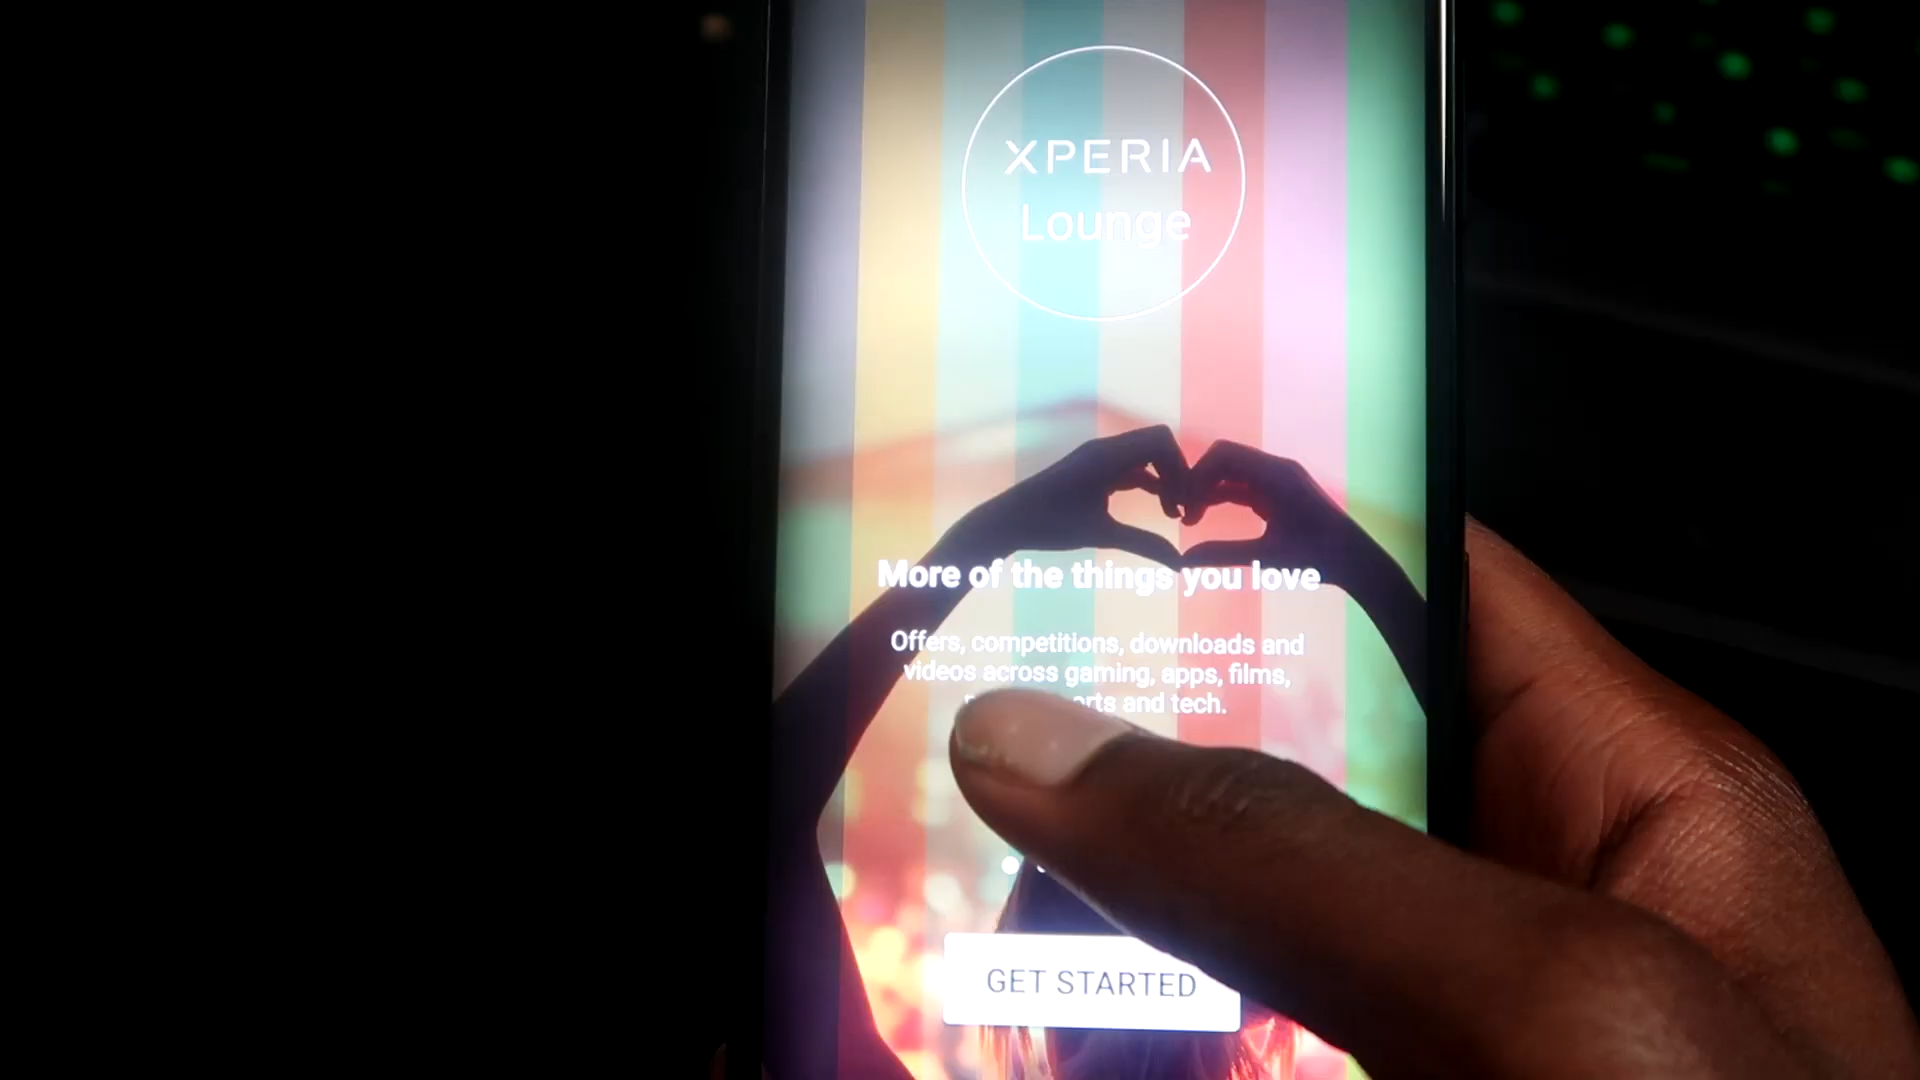 XPERIA
Lounge
More of the things you love
Offers, competitions, downloads and
videos across gaming, apps, films,
and tech.
GET STARTED